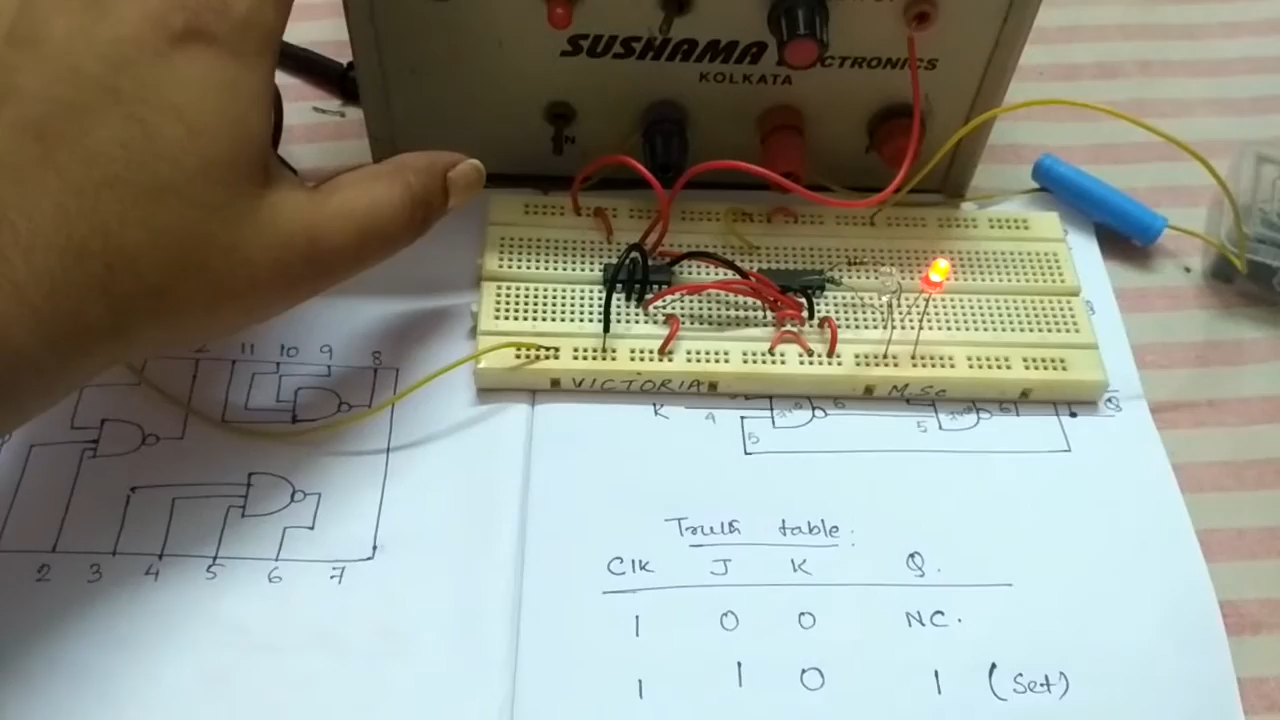 SUSHAMA ELECTRONICS
KOLKATA
N
VICTORIA M.Sc
2 11 10 9 8
2 3 4 5 6 7
K 4 5 6 5 6 Q
Truth table:
Clk J K Q.
1 0 0 NC.
1 1 0 1 (Set)